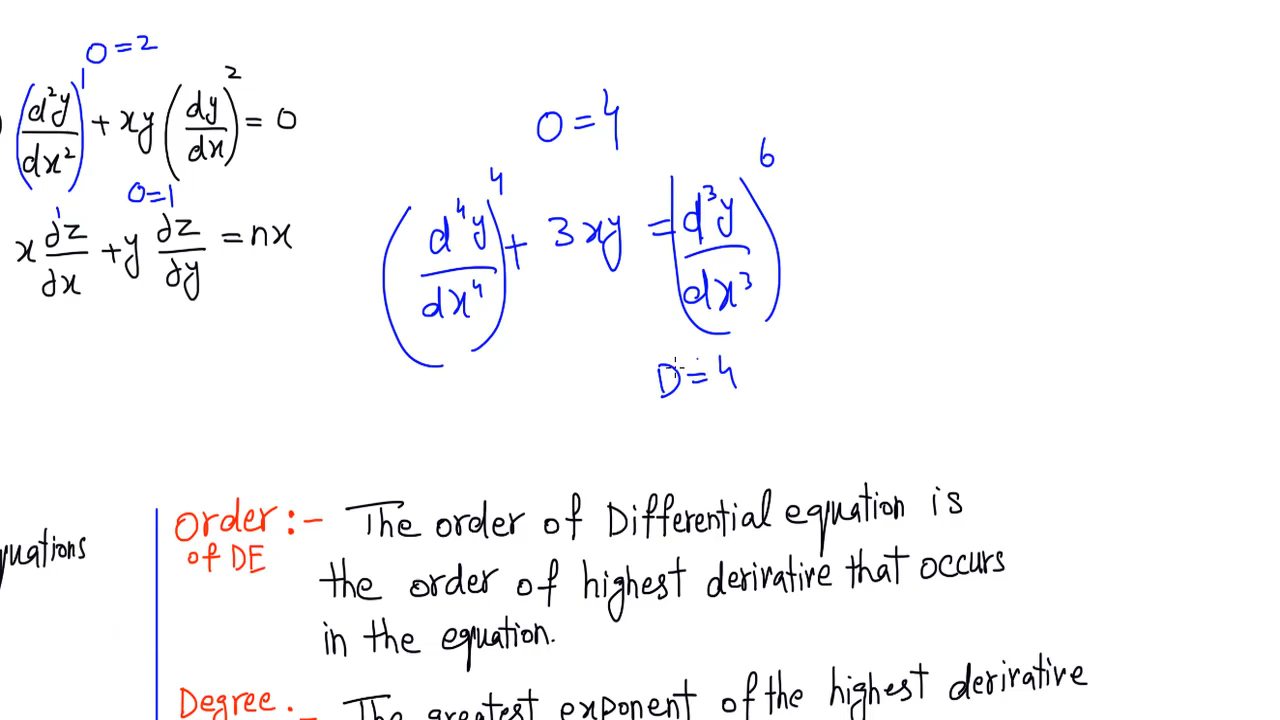 O = 2
(d²y/dx²)¹ + xy (dy/dx)² = 0
O = 1
x ∂z/∂x + y ∂z/∂y = nx
O = 4
(d⁴y/dx⁴)⁴ + 3xy = (d³y/dx³)⁶
D = 4
quations
Order :- The order of Differential equation is
of DE
the order of highest derivative that occurs
in the equation.
Degree :- The greatest exponent of the highest derivative